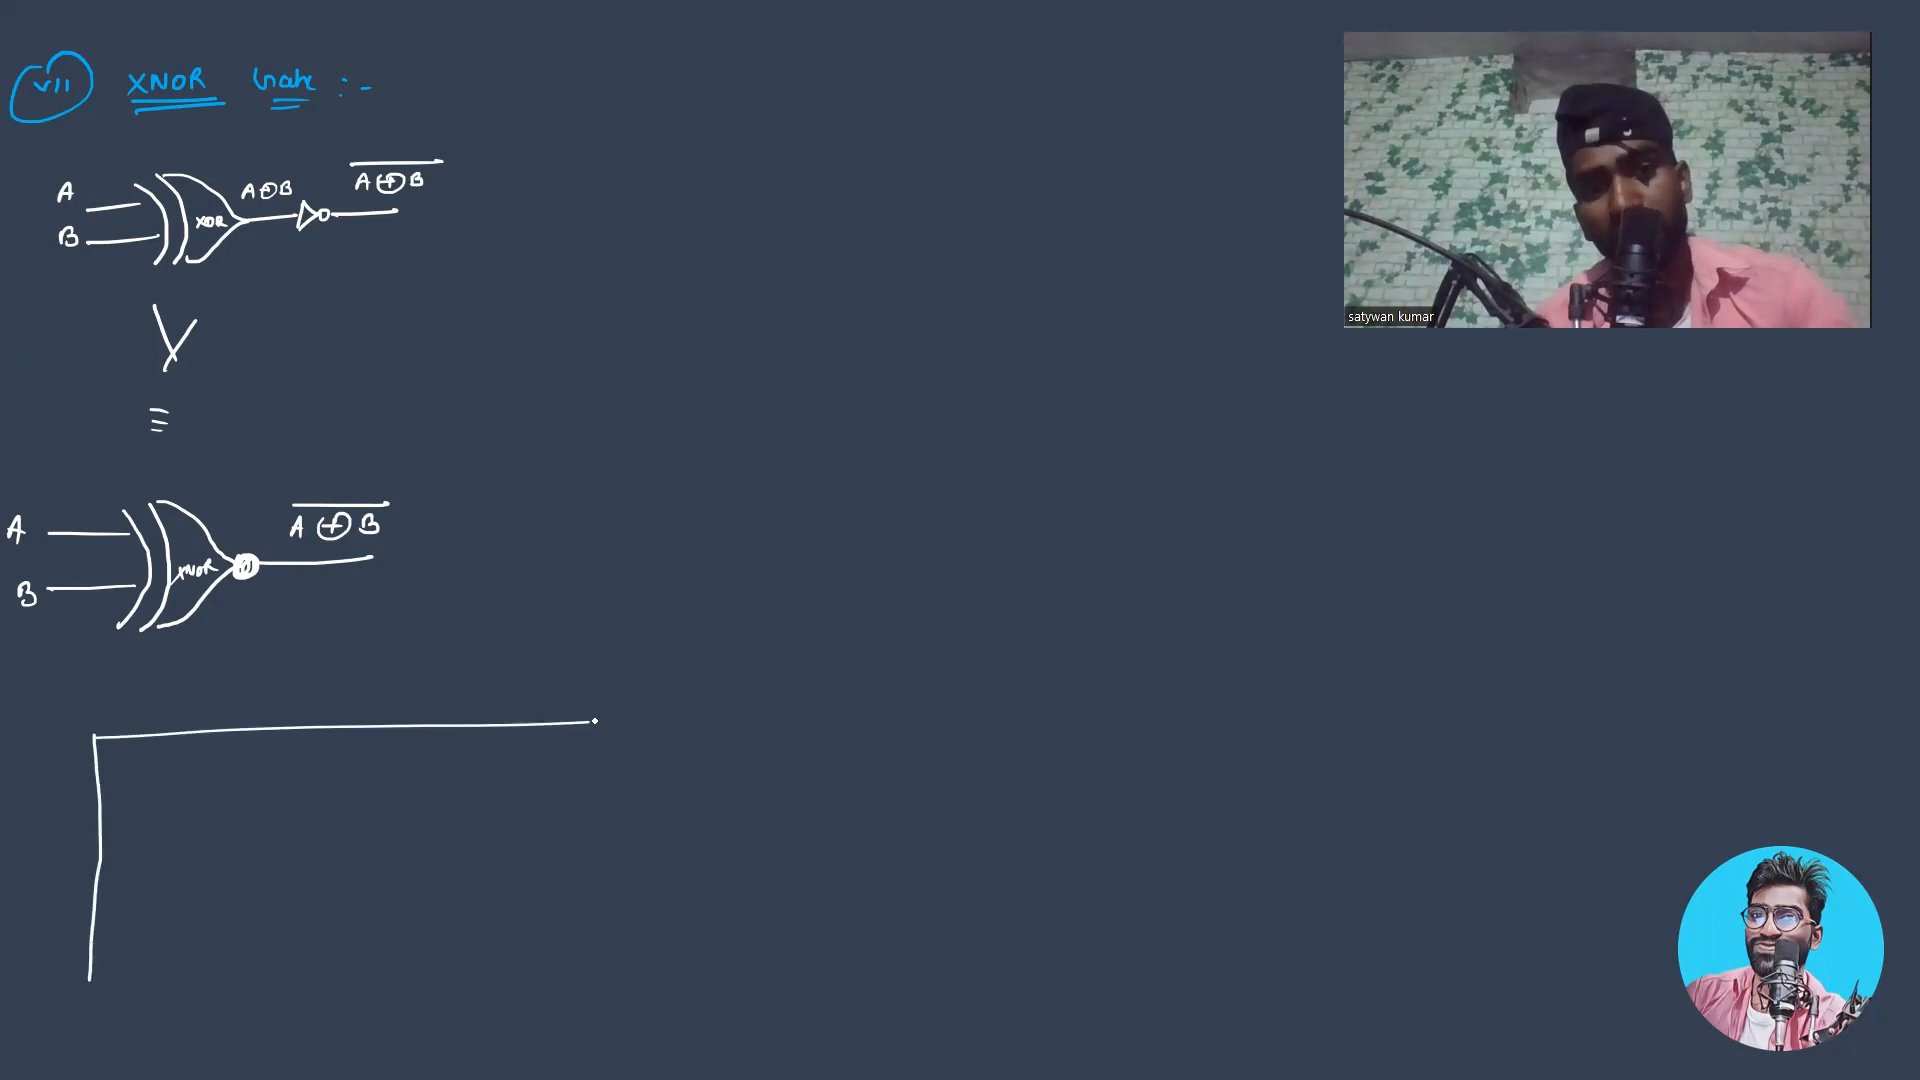 VII XNOR Gate :-
A⊕B
A
A⊕B
B
XOR
satywan kumar
≡
A⊕B
A
XNOR
B